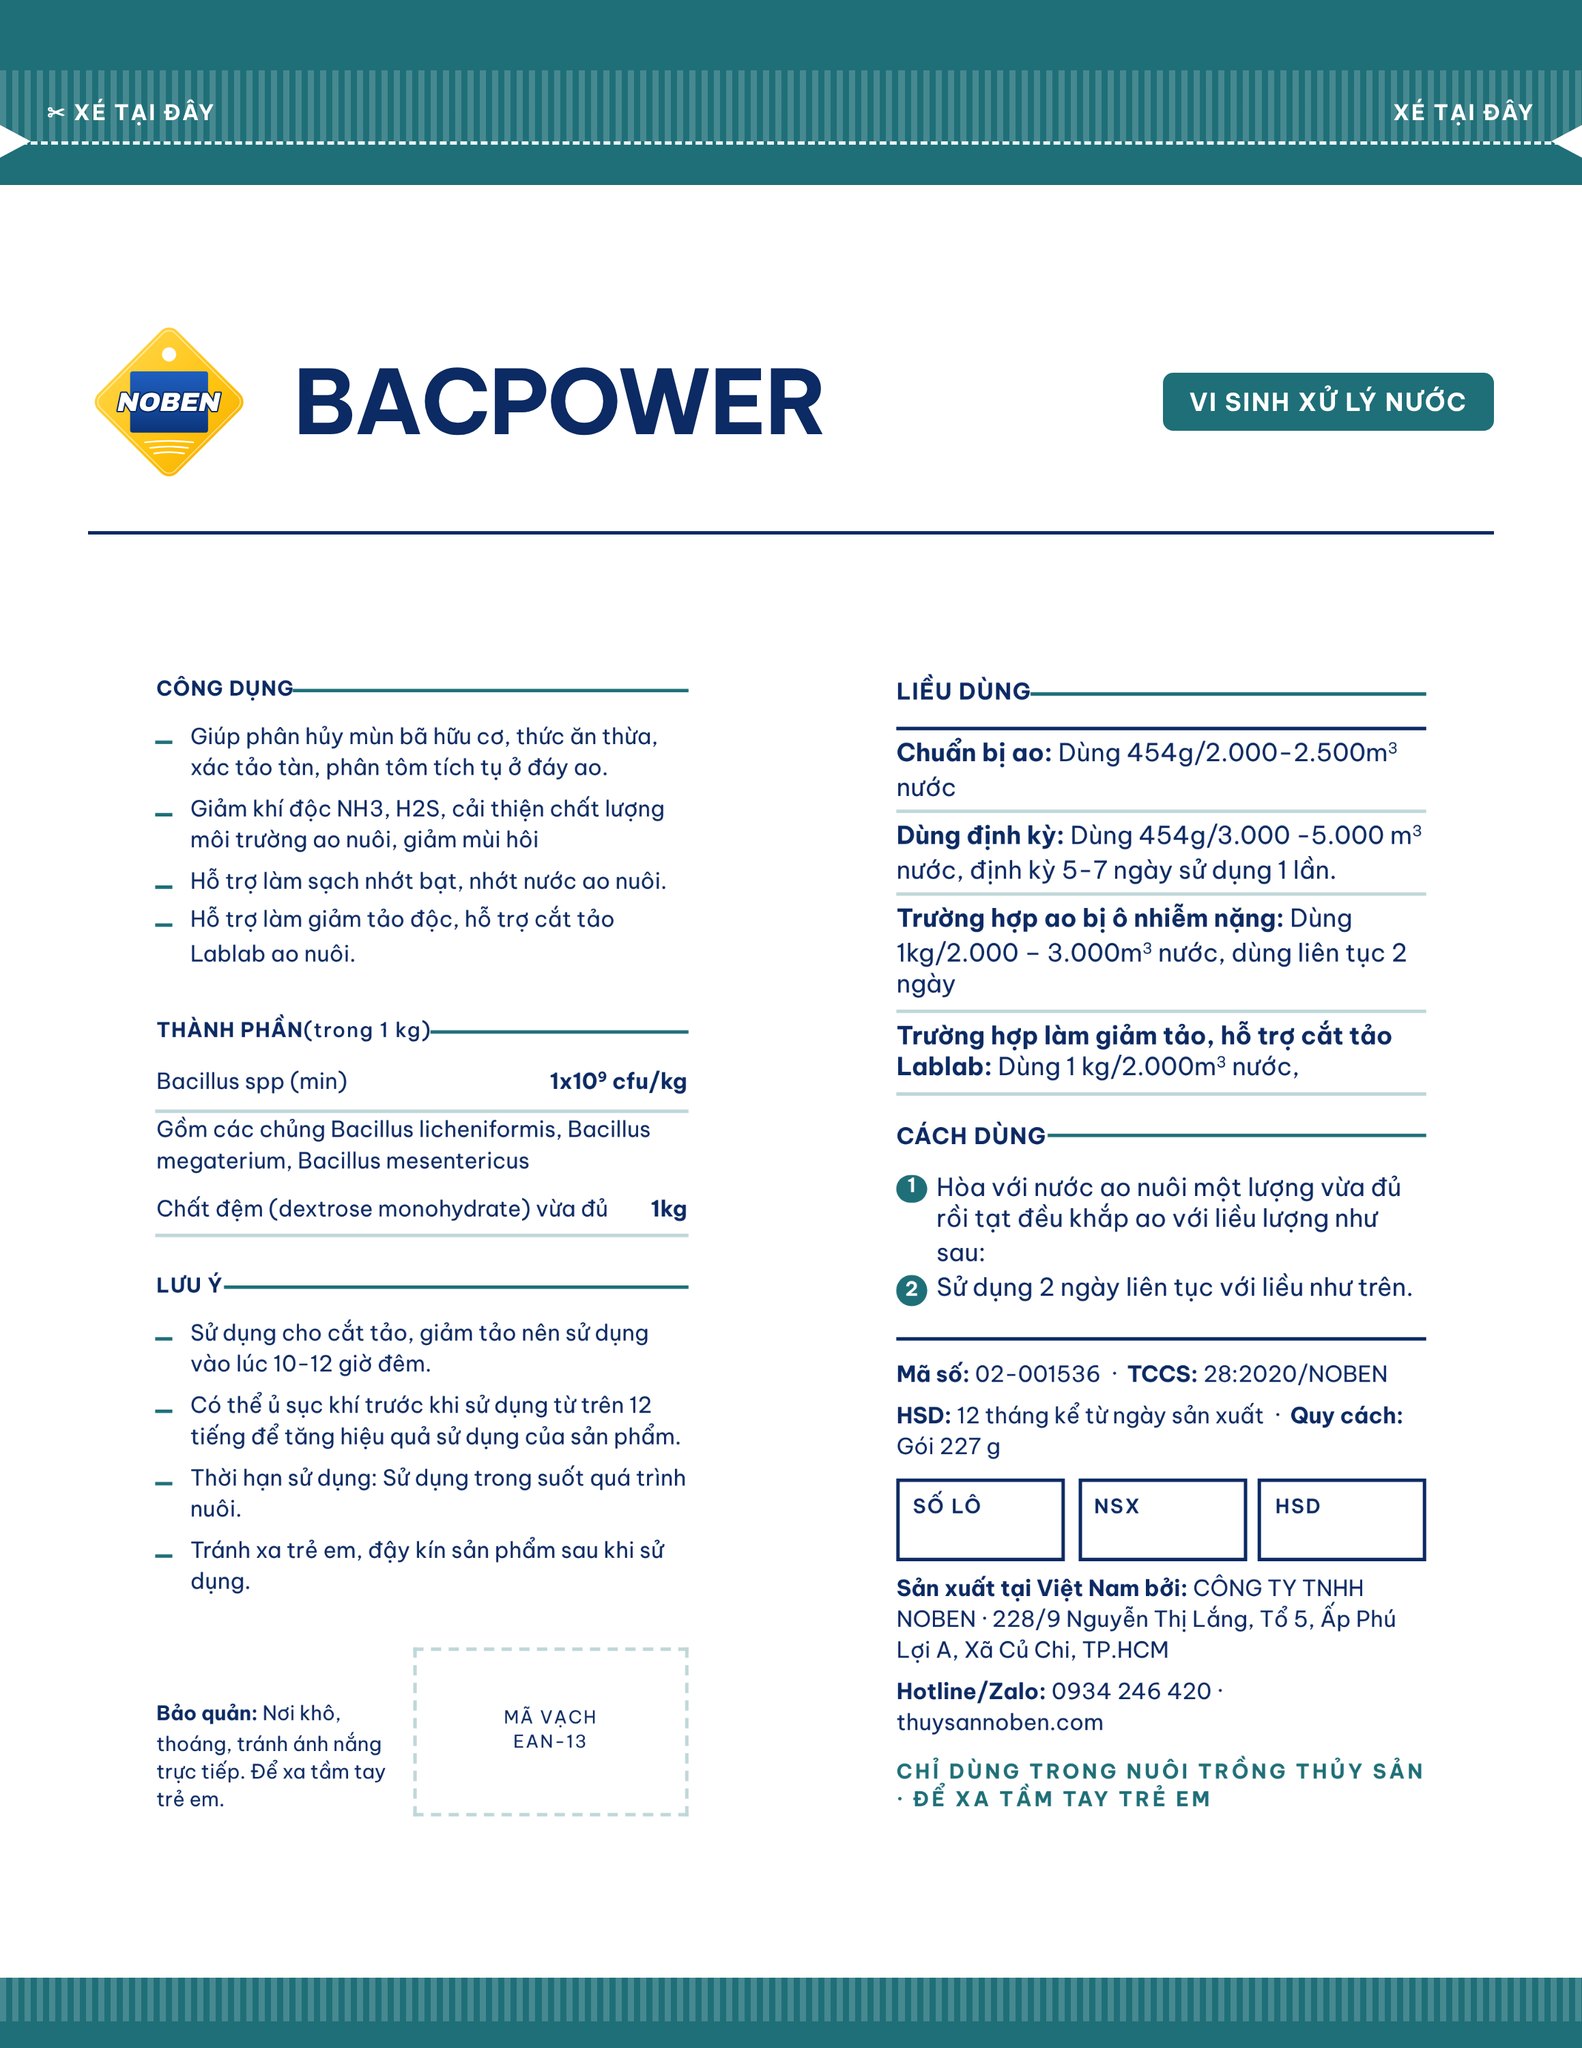 ✂ XÉ TẠI ĐÂY
XÉ TẠI ĐÂY
NOBEN
BACPOWER
VI SINH XỬ LÝ NƯỚC
CÔNG DỤNG
Giúp phân hủy mùn bã hữu cơ, thức ăn thừa,
xác tảo tàn, phân tôm tích tụ ở đáy ao.
Giảm khí độc NH3, H2S, cải thiện chất lượng
môi trường ao nuôi, giảm mùi hôi
Hỗ trợ làm sạch nhớt bạt, nhớt nước ao nuôi.
Hỗ trợ làm giảm tảo độc, hỗ trợ cắt tảo
Lablab ao nuôi.
THÀNH PHẦN(trong 1 kg)
Bacillus spp (min) 1x10⁹ cfu/kg
Gồm các chủng Bacillus licheniformis, Bacillus
megaterium, Bacillus mesentericus
Chất đệm (dextrose monohydrate) vừa đủ 1kg
LƯU Ý
Sử dụng cho cắt tảo, giảm tảo nên sử dụng
vào lúc 10-12 giờ đêm.
Có thể ủ sục khí trước khi sử dụng từ trên 12
tiếng để tăng hiệu quả sử dụng của sản phẩm.
Thời hạn sử dụng: Sử dụng trong suốt quá trình
nuôi.
Tránh xa trẻ em, đậy kín sản phẩm sau khi sử
dụng.
Bảo quản: Nơi khô,
thoáng, tránh ánh nắng
trực tiếp. Để xa tầm tay
trẻ em.
MÃ VẠCH
EAN-13
LIỀU DÙNG
Chuẩn bị ao: Dùng 454g/2.000-2.500m³
nước
Dùng định kỳ: Dùng 454g/3.000 -5.000 m³
nước, định kỳ 5-7 ngày sử dụng 1 lần.
Trường hợp ao bị ô nhiễm nặng: Dùng
1kg/2.000 – 3.000m³ nước, dùng liên tục 2
ngày
Trường hợp làm giảm tảo, hỗ trợ cắt tảo
Lablab: Dùng 1 kg/2.000m³ nước,
CÁCH DÙNG
1 Hòa với nước ao nuôi một lượng vừa đủ
rồi tạt đều khắp ao với liều lượng như
sau:
2 Sử dụng 2 ngày liên tục với liều như trên.
Mã số: 02-001536 · TCCS: 28:2020/NOBEN
HSD: 12 tháng kể từ ngày sản xuất · Quy cách:
Gói 227 g
SỐ LÔ
NSX
HSD
Sản xuất tại Việt Nam bởi: CÔNG TY TNHH
NOBEN · 228/9 Nguyễn Thị Lắng, Tổ 5, Ấp Phú
Lợi A, Xã Củ Chi, TP.HCM
Hotline/Zalo: 0934 246 420 ·
thuysannoben.com
CHỈ DÙNG TRONG NUÔI TRỒNG THỦY SẢN
· ĐỂ XA TẦM TAY TRẺ EM